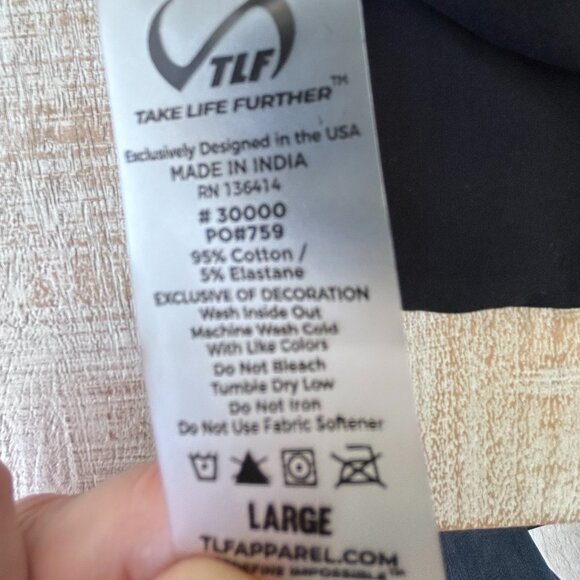 TLF
TAKE LIFE FURTHER™
Exclusively Designed in the USA
MADE IN INDIA
RN 136414
# 30000
PO#759
95% Cotton /
5% Elastane
EXCLUSIVE OF DECORATION
Wash Inside Out
Machine Wash Cold
With Like Colors
Do Not Bleach
Tumble Dry Low
Do Not Iron
Do Not Use Fabric Softener
LARGE
TLFAPPAREL.COM
IMPOSSIBLE™